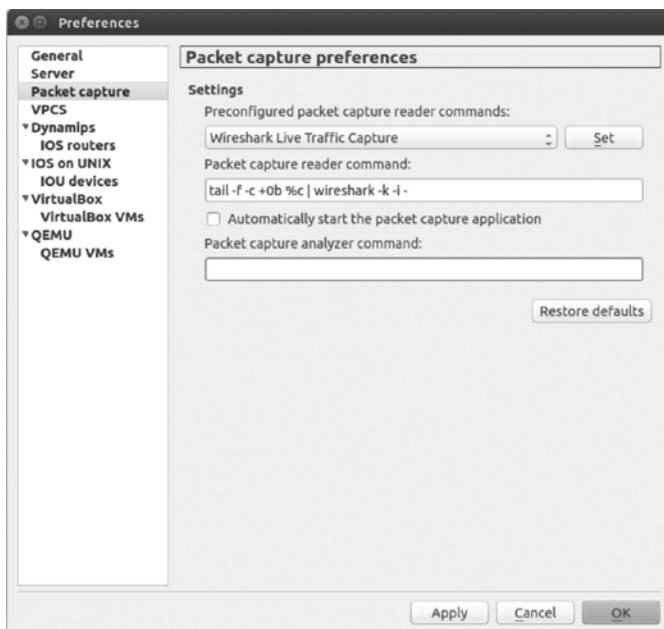 Preferences
General
Server
Packet capture
VPCS
Dynamips
IOS routers
IOS on UNIX
IOU devices
VirtualBox
VirtualBox VMs
QEMU
QEMU VMs
Packet capture preferences
Settings
Preconfigured packet capture reader commands:
Wireshark Live Traffic Capture
Set
Packet capture reader command:
tail -f -c +0b %c | wireshark -k -i -
Automatically start the packet capture application
Packet capture analyzer command:
Restore defaults
Apply
Cancel
OK